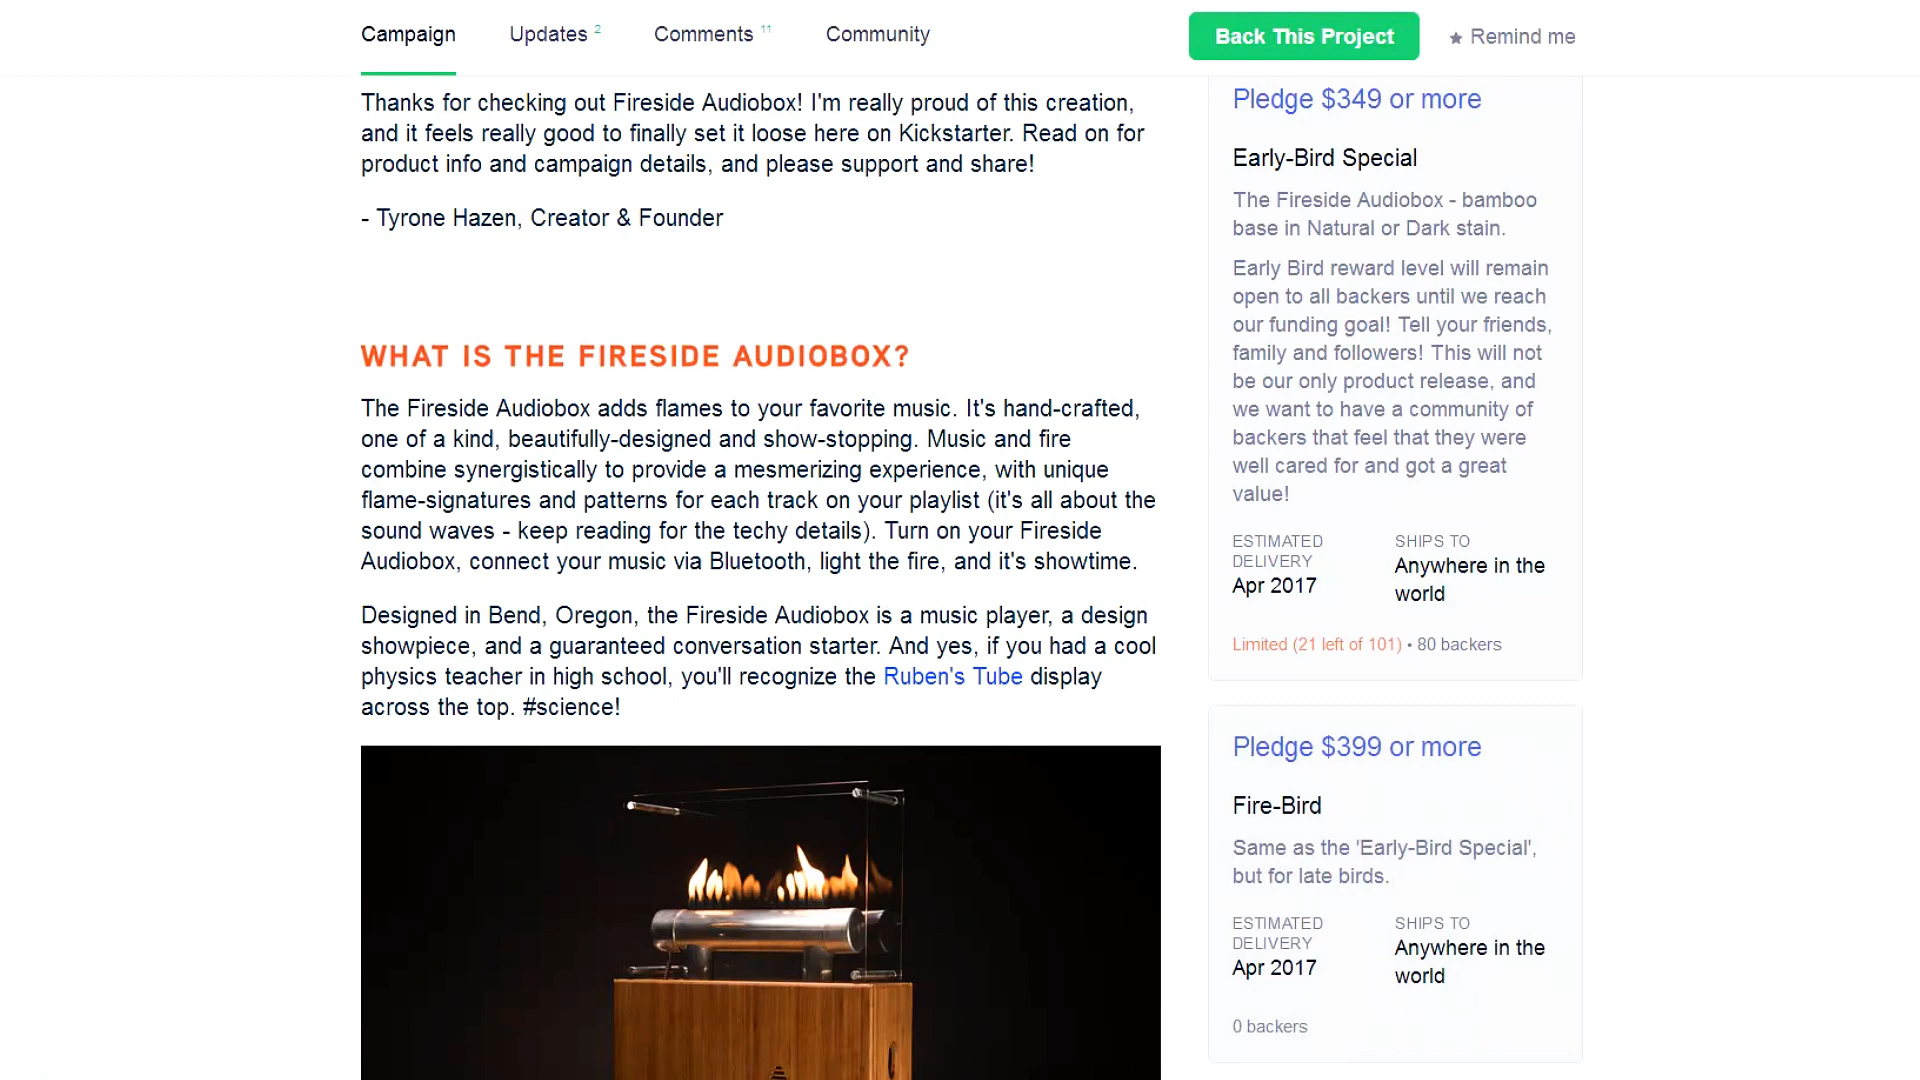 Campaign Updates 2 Comments 11 Community Back This Project Remind me
Thanks for checking out Fireside Audiobox! I'm really proud of this creation,
and it feels really good to finally set it loose here on Kickstarter. Read on for
product info and campaign details, and please support and share!
- Tyrone Hazen, Creator & Founder
WHAT IS THE FIRESIDE AUDIOBOX?
The Fireside Audiobox adds flames to your favorite music. It's hand-crafted,
one of a kind, beautifully-designed and show-stopping. Music and fire
combine synergistically to provide a mesmerizing experience, with unique
flame-signatures and patterns for each track on your playlist (it's all about the
sound waves - keep reading for the techy details). Turn on your Fireside
Audiobox, connect your music via Bluetooth, light the fire, and it's showtime.
Designed in Bend, Oregon, the Fireside Audiobox is a music player, a design
showpiece, and a guaranteed conversation starter. And yes, if you had a cool
physics teacher in high school, you'll recognize the Ruben's Tube display
across the top. #science!
Pledge $349 or more
Early-Bird Special
The Fireside Audiobox - bamboo
base in Natural or Dark stain.
Early Bird reward level will remain
open to all backers until we reach
our funding goal! Tell your friends,
family and followers! This will not
be our only product release, and
we want to have a community of
backers that feel that they were
well cared for and got a great
value!
ESTIMATED
DELIVERY
Apr 2017
SHIPS TO
Anywhere in the
world
Limited (21 left of 101) • 80 backers
Pledge $399 or more
Fire-Bird
Same as the 'Early-Bird Special',
but for late birds.
ESTIMATED
DELIVERY
Apr 2017
SHIPS TO
Anywhere in the
world
0 backers